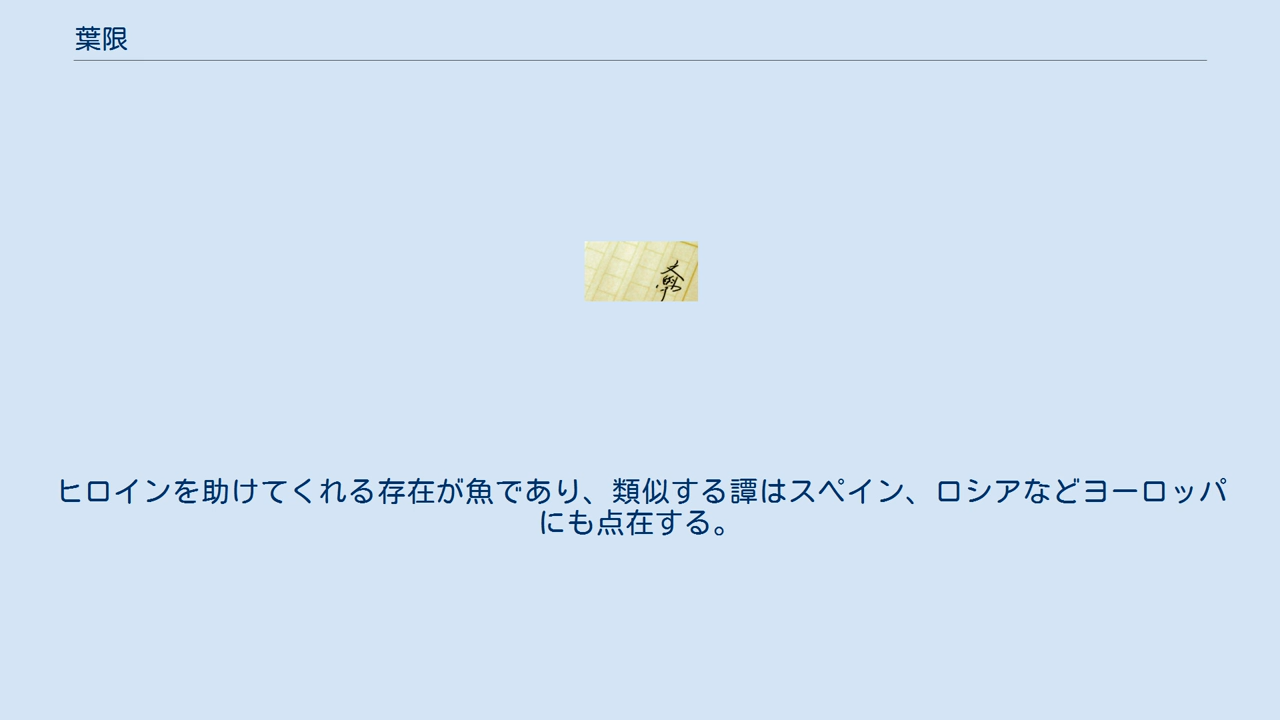 葉限
ヒロインを助けてくれる存在が魚であり、類似する譚はスペイン、ロシアなどヨーロッパ
にも点在する。